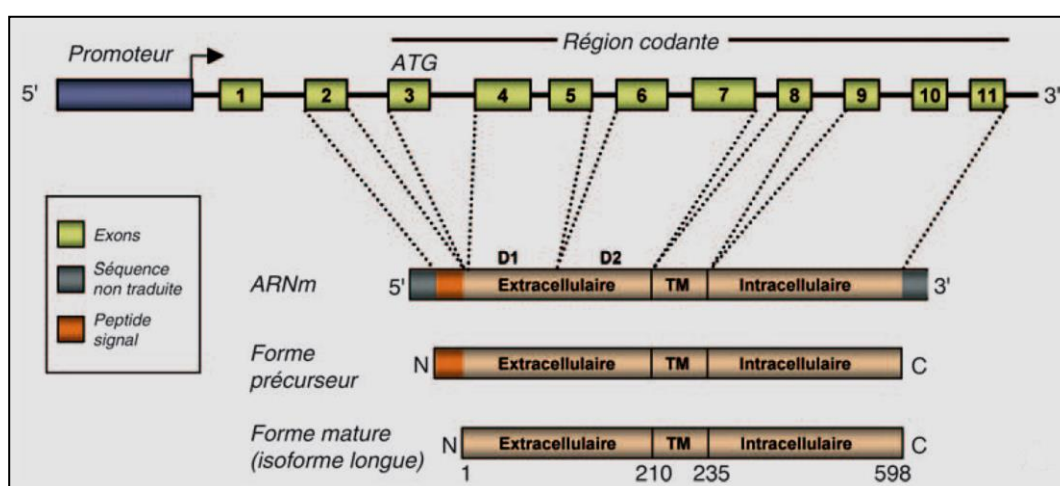 Promoteur
Région codante
ATG
5' 1 2 3 4 5 6 7 8 9 10 11 3'
Exons
Séquence
non traduite
Peptide
signal
D1 D2
ARNm 5' Extracellulaire TM Intracellulaire 3'
Forme
précurseur
N Extracellulaire TM Intracellulaire C
Forme mature
(isoforme longue)
N Extracellulaire TM Intracellulaire C
1 210 235 598